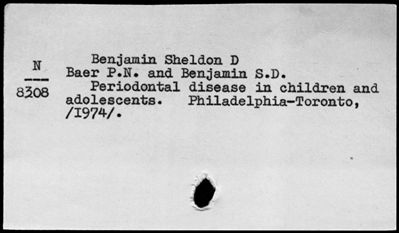 Benjamin Sheldon D
N
8308
Baer P.N. and Benjamin S.D.
Periodontal disease in children and
adolescents. Philadelphia-Toronto,
/1974/.